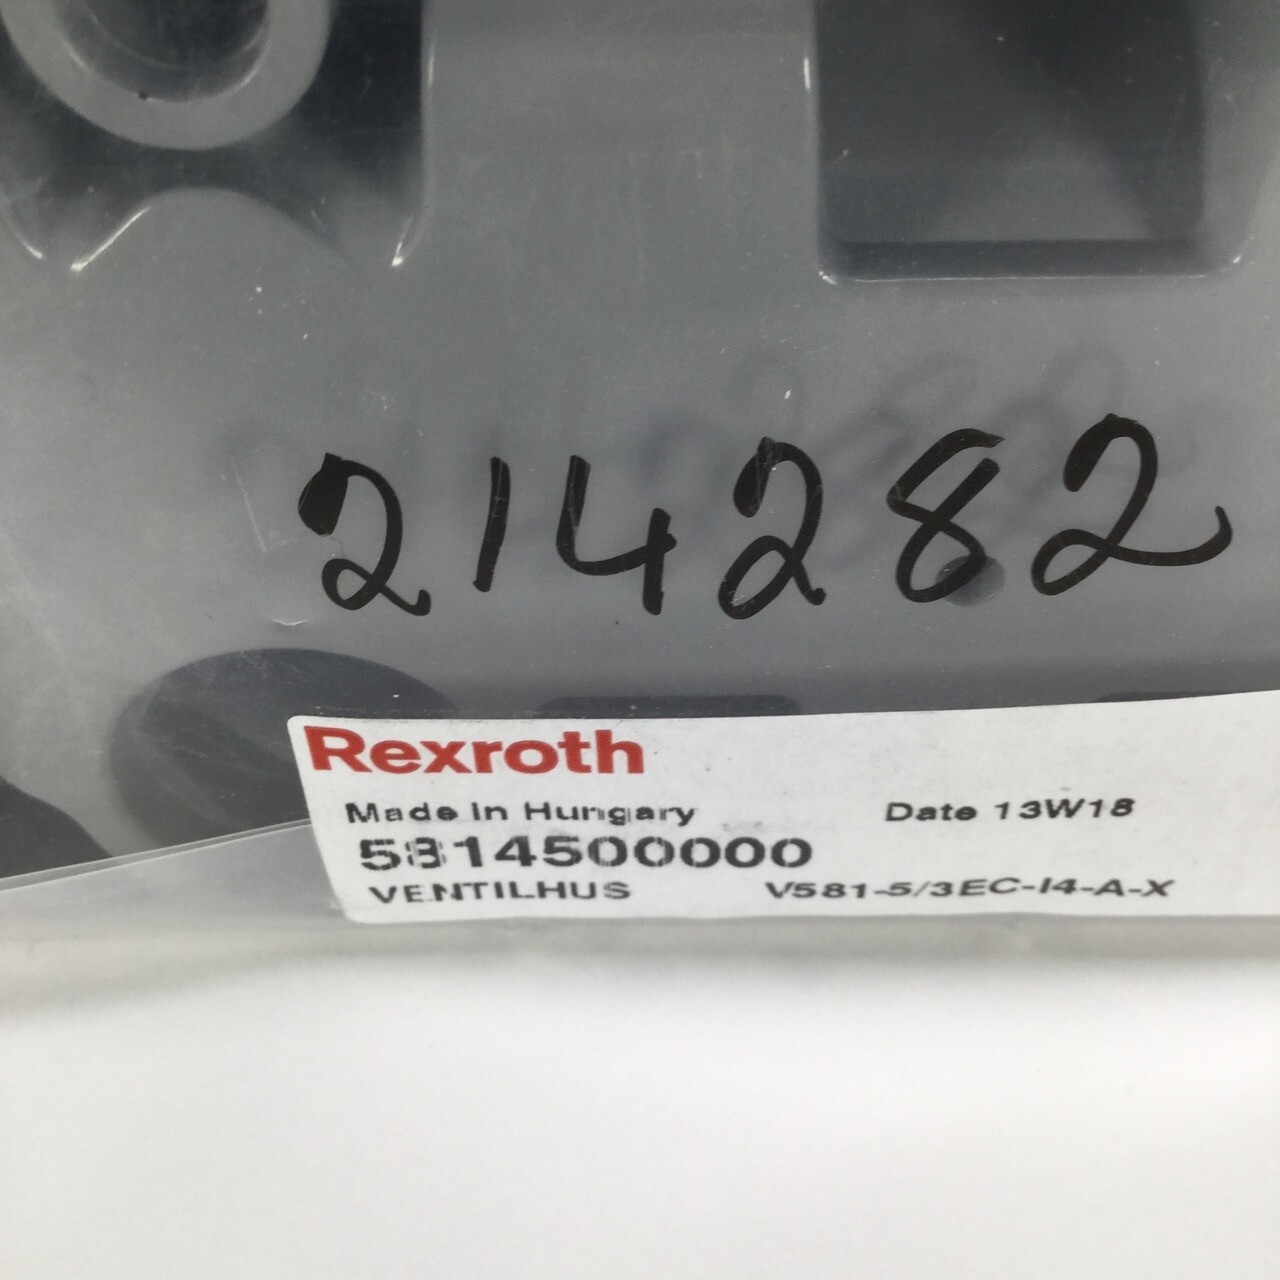 214282
Rexroth
Made in Hungary Date 13W18
5814500000
VENTILHUS V581-5/3EC-I4-A-X